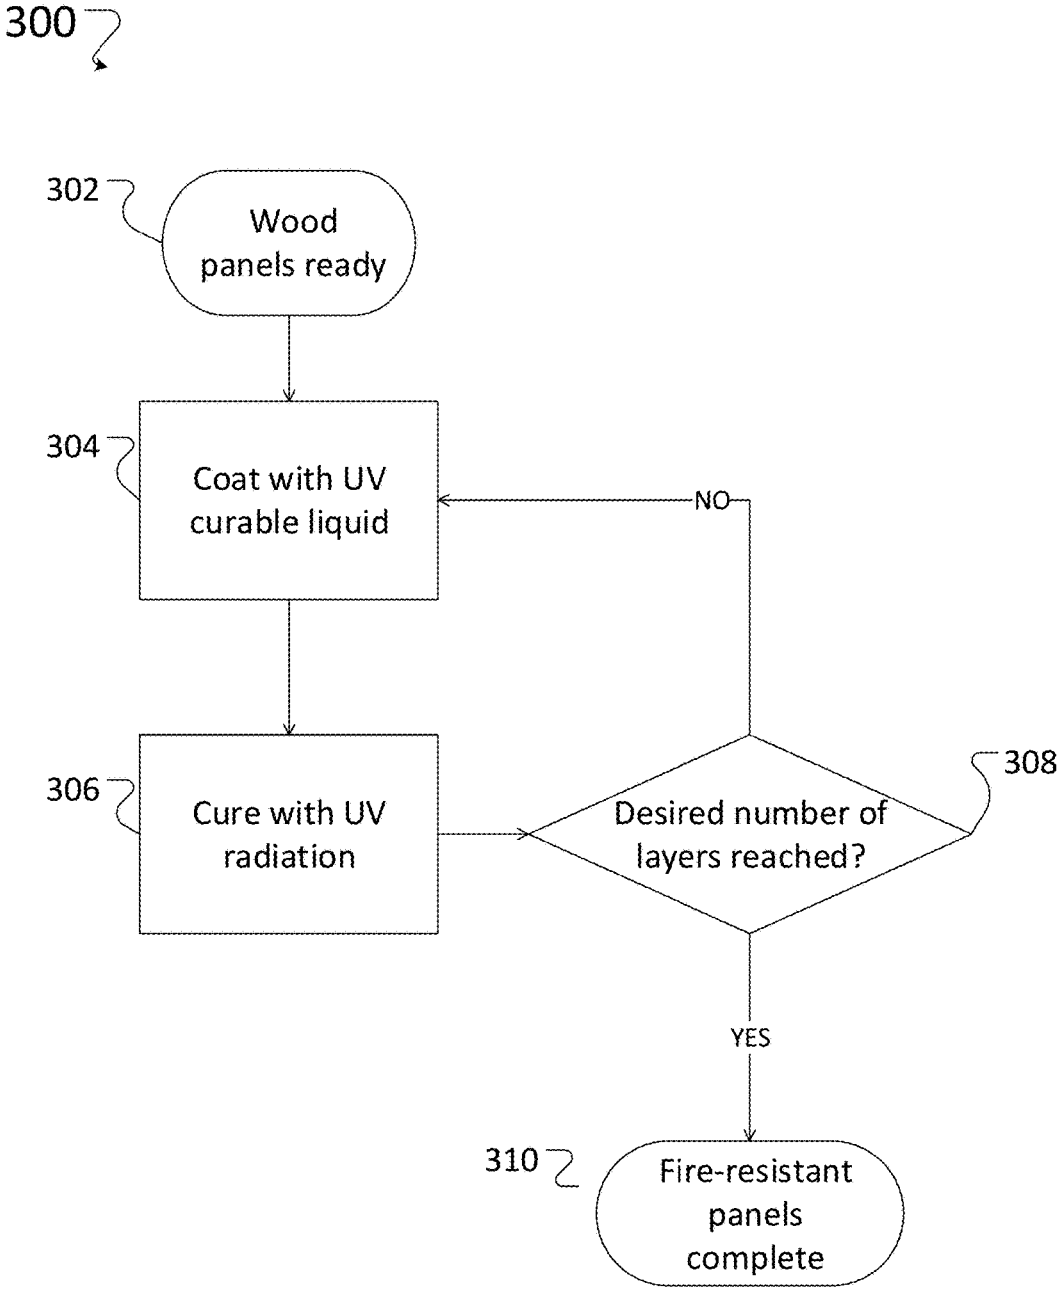 300
302
Wood
panels ready
304
Coat with UV
curable liquid
NO
306
Cure with UV
radiation
308
Desired number of
layers reached?
YES
310
Fire-resistant
panels
complete